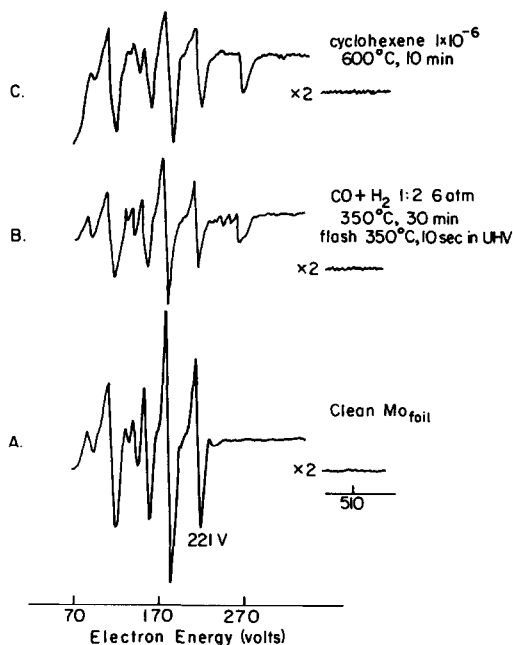 cyclohexene 1×10⁻⁶
600°C, 10 min
C.
×2
CO + H₂ 1:2 6 atm
350°C, 30 min
flash 350°C, 10 sec in UHV
B.
×2
Clean Mo foil
A.
×2
510
221 V
70 170 270
Electron Energy (volts)